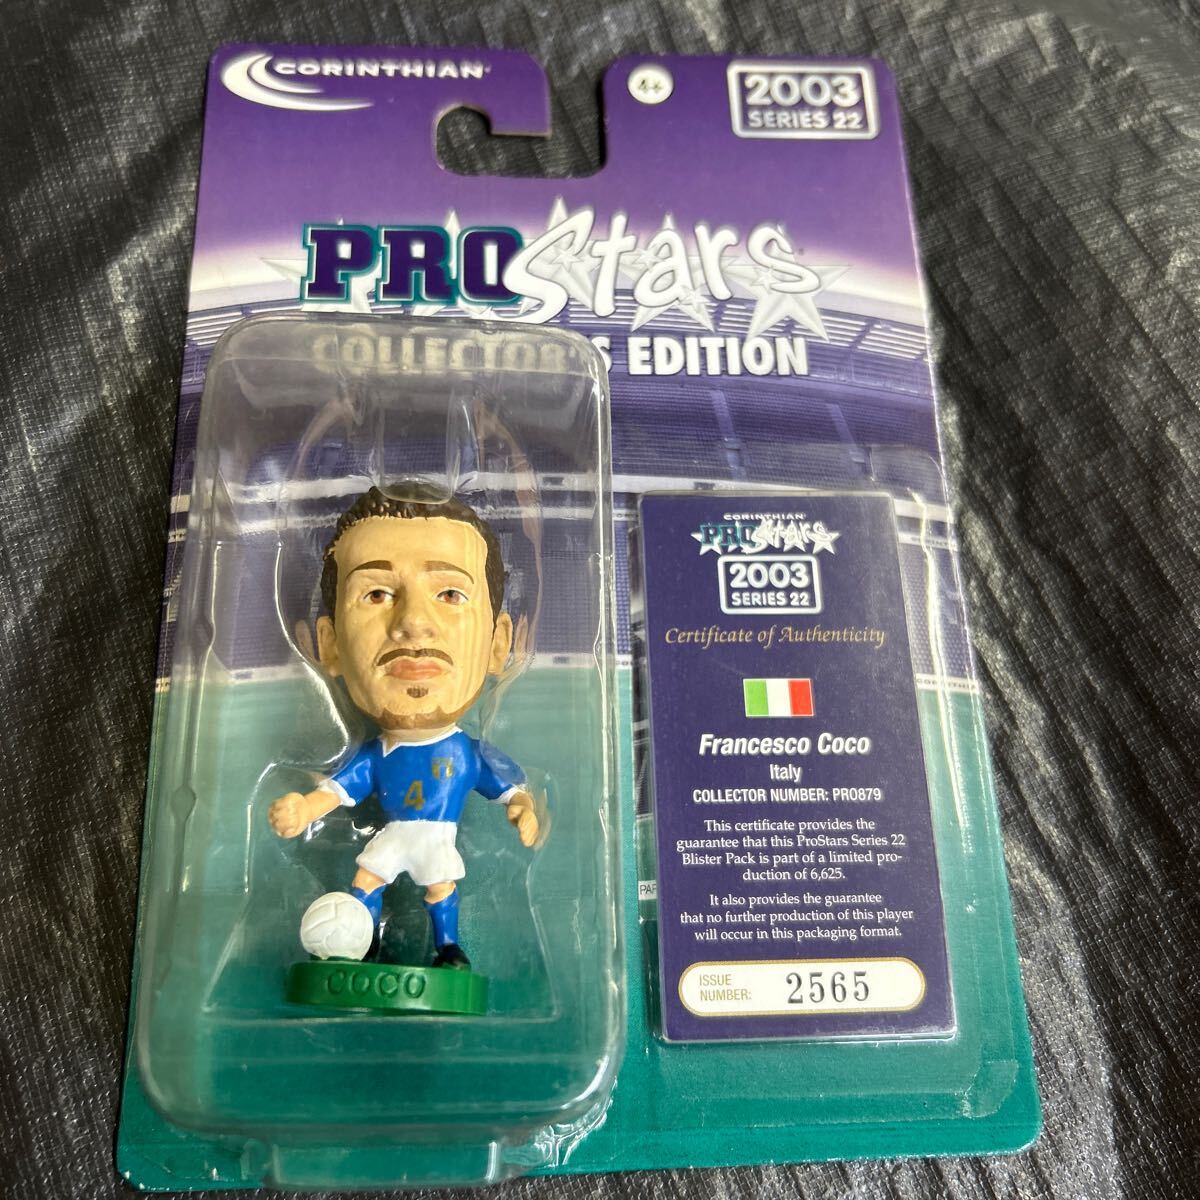 CORINTHIAN
4+
2003
SERIES 22
PROStars
COLLECTOR'S EDITION
4
COCO
CORINTHIAN
PROStars
2003
SERIES 22
Certificate of Authenticity
Francesco Coco
Italy
COLLECTOR NUMBER: PRO879
This certificate provides the
guarantee that this ProStars Series 22
Blister Pack is part of a limited pro-
duction of 6,625.
It also provides the guarantee
that no further production of this player
will occur in this packaging format.
ISSUE
NUMBER: 2565
CORINTHIAN